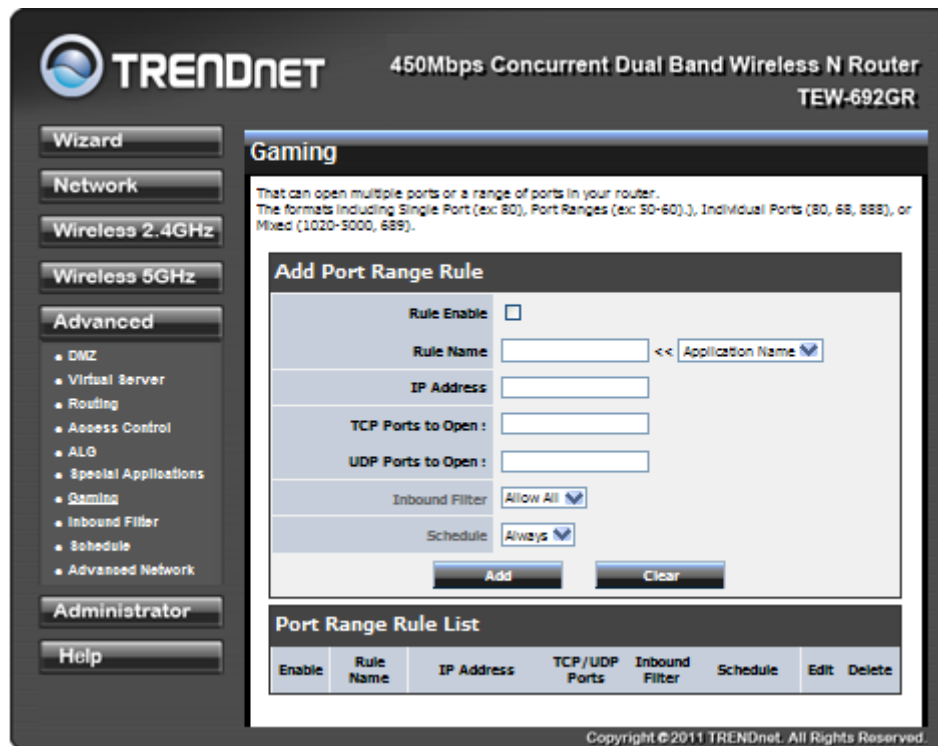 TRENDNET
450Mbps Concurrent Dual Band Wireless N Router
TEW-692GR
Wizard
Network
Wireless 2.4GHz
Wireless 5GHz
Advanced
DMZ
Virtual Server
Routing
Access Control
ALG
Special Applications
Gaming
Inbound Filter
Schedule
Advanced Network
Administrator
Help
Gaming
That can open multiple ports or a range of ports in your router.
The formats including Single Port (ex: 80), Port Ranges (ex: 50-60).), Individual Ports (80, 68, 888), or
Mixed (1020-5000, 689).
Add Port Range Rule
Rule Enable
Rule Name << Application Name
IP Address
TCP Ports to Open :
UDP Ports to Open :
Inbound Filter Allow All
Schedule Always
Add Clear
Port Range Rule List
Enable Rule Name IP Address TCP/UDP Ports Inbound Filter Schedule Edit Delete
Copyright © 2011 TRENDnet. All Rights Reserved.